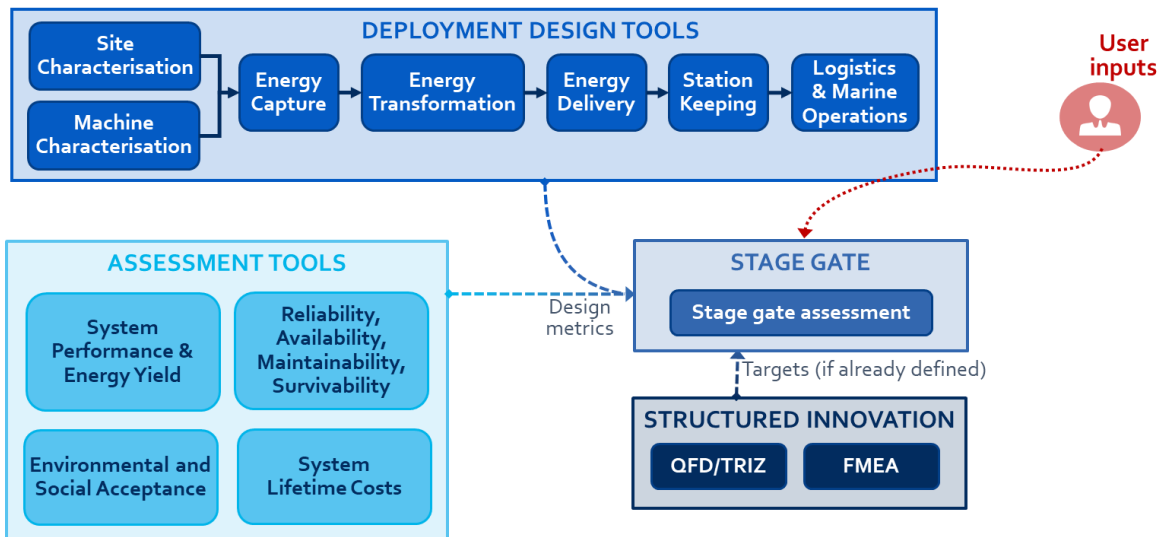 DEPLOYMENT DESIGN TOOLS
Site
Characterisation
Machine
Characterisation
Energy
Capture
Energy
Transformation
Energy
Delivery
Station
Keeping
Logistics
& Marine
Operations
User
inputs
ASSESSMENT TOOLS
System
Performance &
Energy Yield
Reliability,
Availability,
Maintainability,
Survivability
Environmental and
Social Acceptance
System
Lifetime Costs
Design
metrics
STAGE GATE
Stage gate assessment
Targets (if already defined)
STRUCTURED INNOVATION
QFD/TRIZ
FMEA